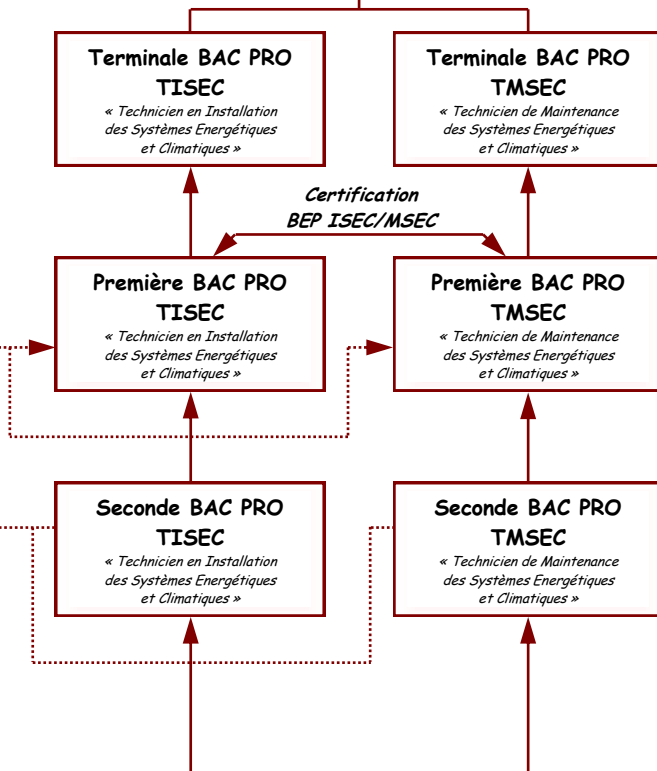 Terminale BAC PRO
TISEC
« Technicien en Installation
des Systèmes Energétiques
et Climatiques »
Terminale BAC PRO
TMSEC
« Technicien de Maintenance
des Systèmes Energétiques
et Climatiques »
Certification
BEP ISEC/MSEC
Première BAC PRO
TISEC
« Technicien en Installation
des Systèmes Energétiques
et Climatiques »
Première BAC PRO
TMSEC
« Technicien de Maintenance
des Systèmes Energétiques
et Climatiques »
Seconde BAC PRO
TISEC
« Technicien en Installation
des Systèmes Energétiques
et Climatiques »
Seconde BAC PRO
TMSEC
« Technicien de Maintenance
des Systèmes Energétiques
et Climatiques »